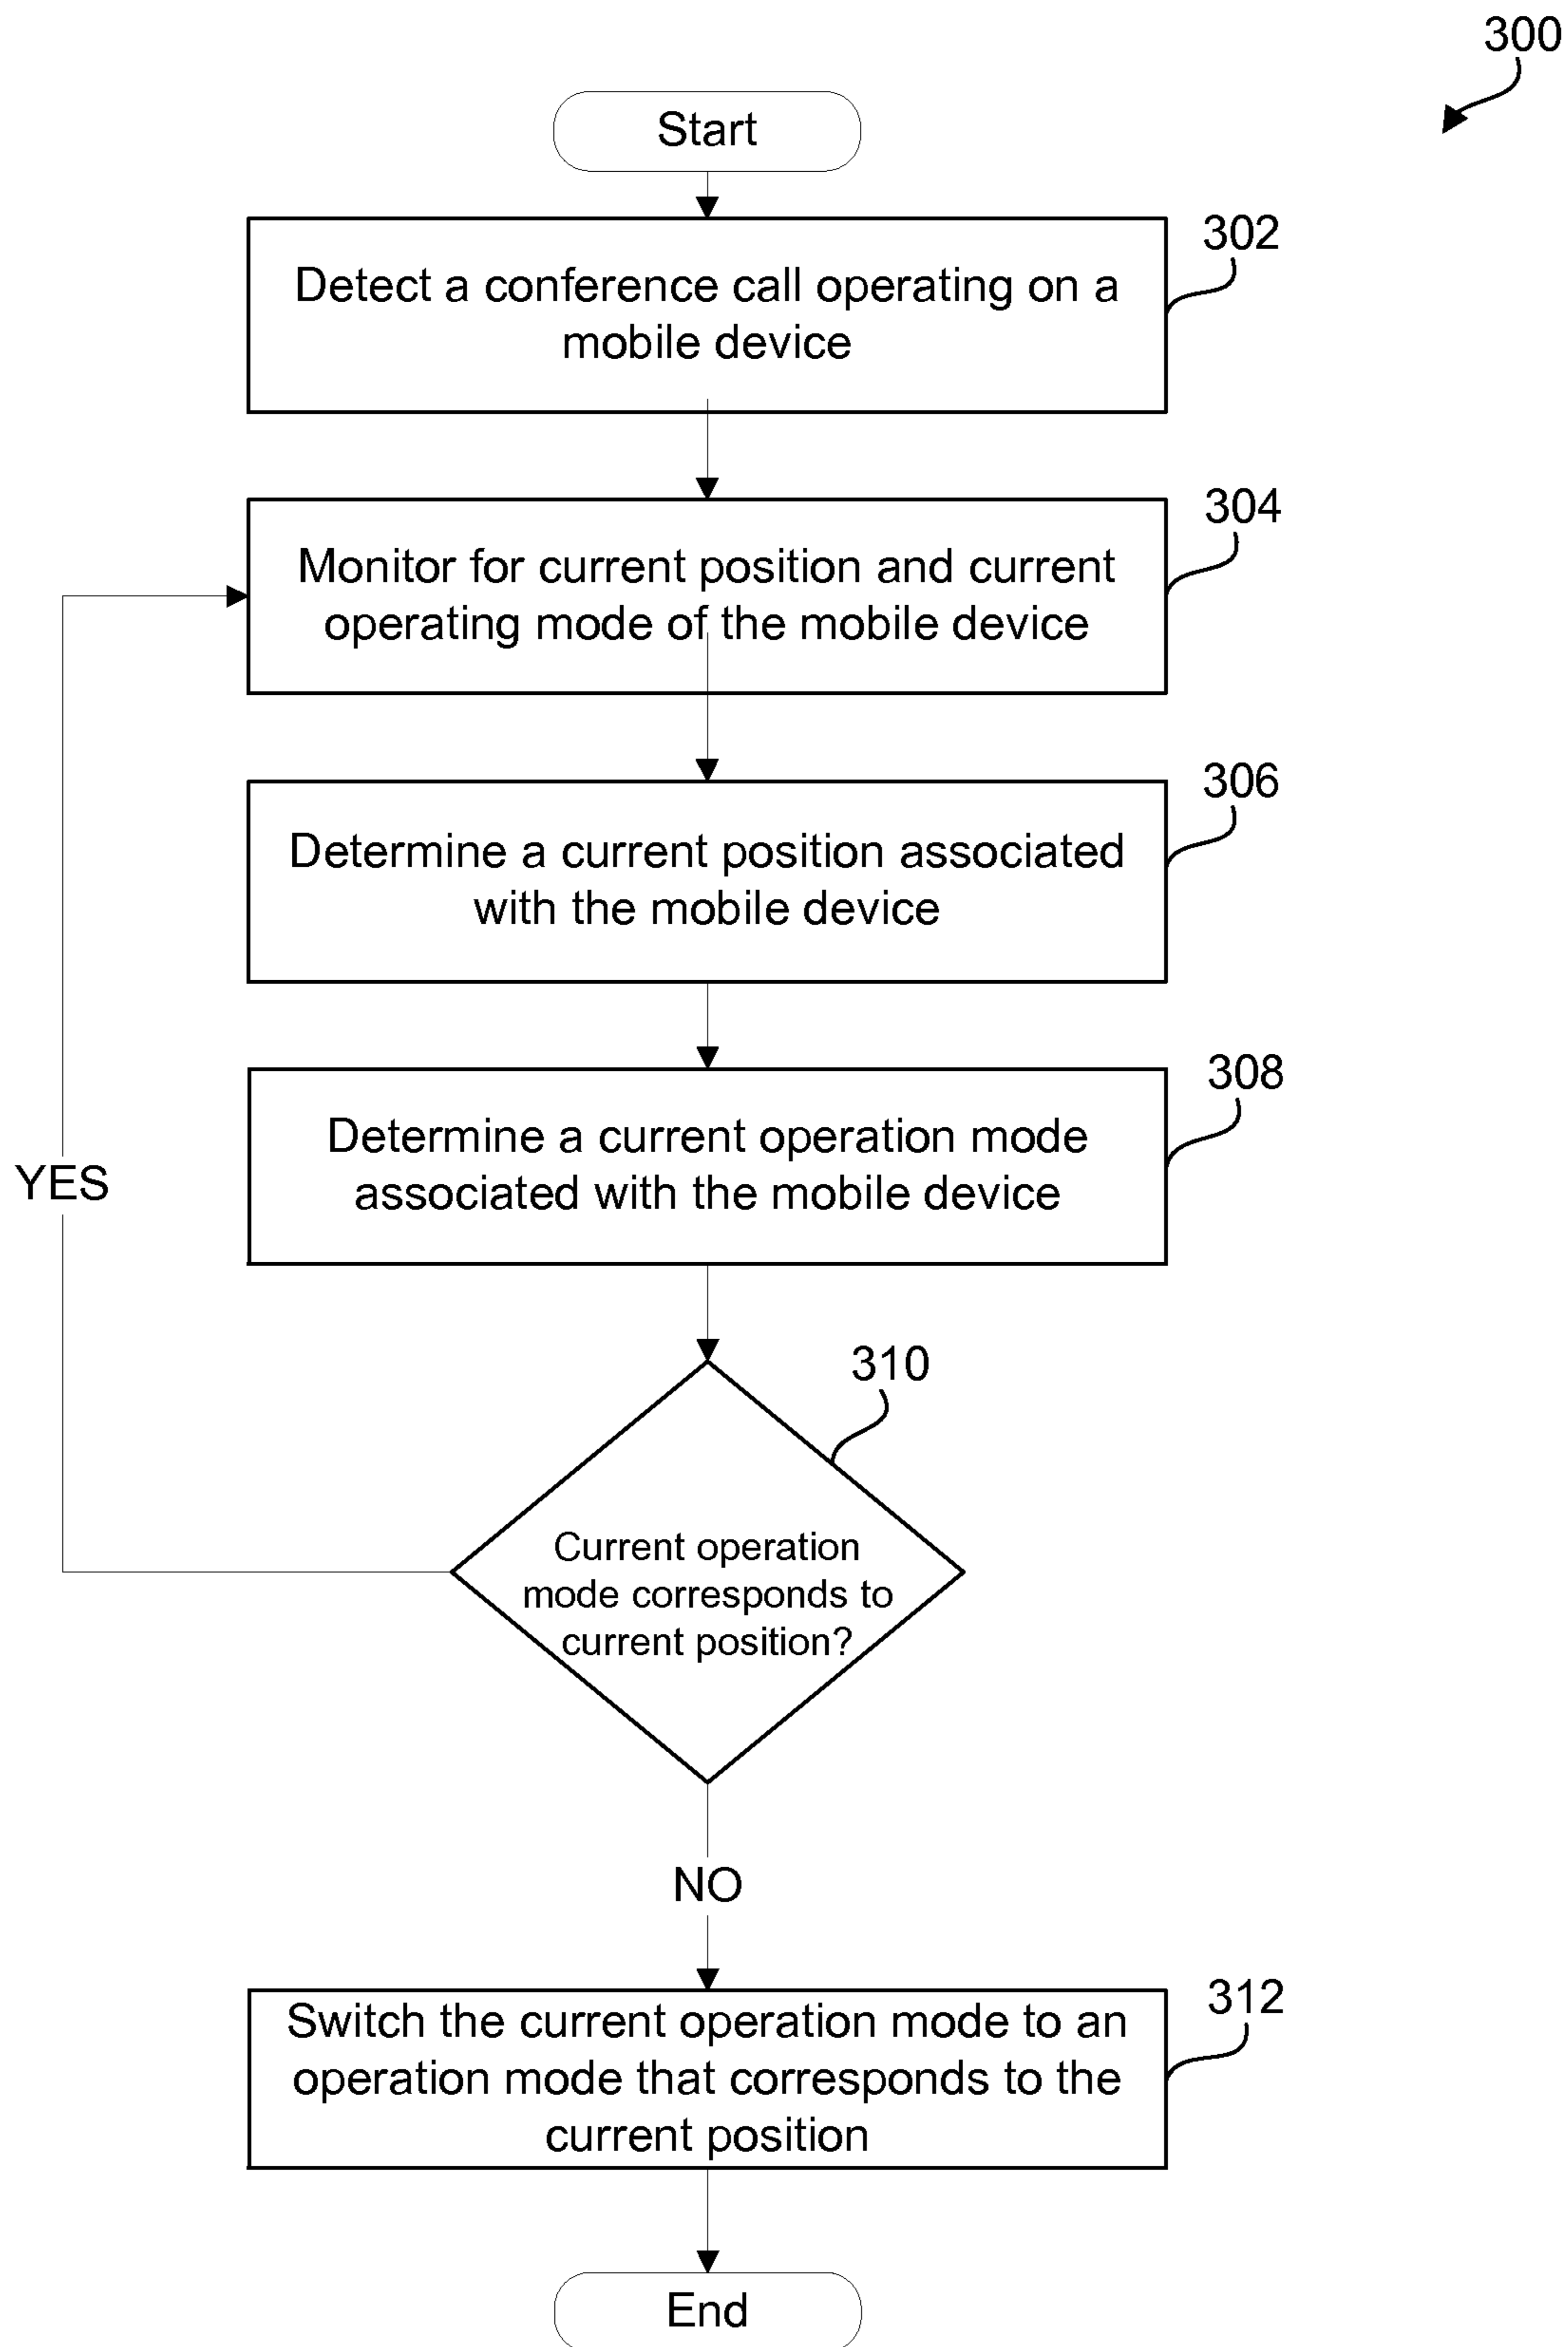 300
Start
302
Detect a conference call operating on a
mobile device
304
Monitor for current position and current
operating mode of the mobile device
306
Determine a current position associated
with the mobile device
308
Determine a current operation mode
associated with the mobile device
YES
310
Current operation
mode corresponds to
current position?
NO
312
Switch the current operation mode to an
operation mode that corresponds to the
current position
End